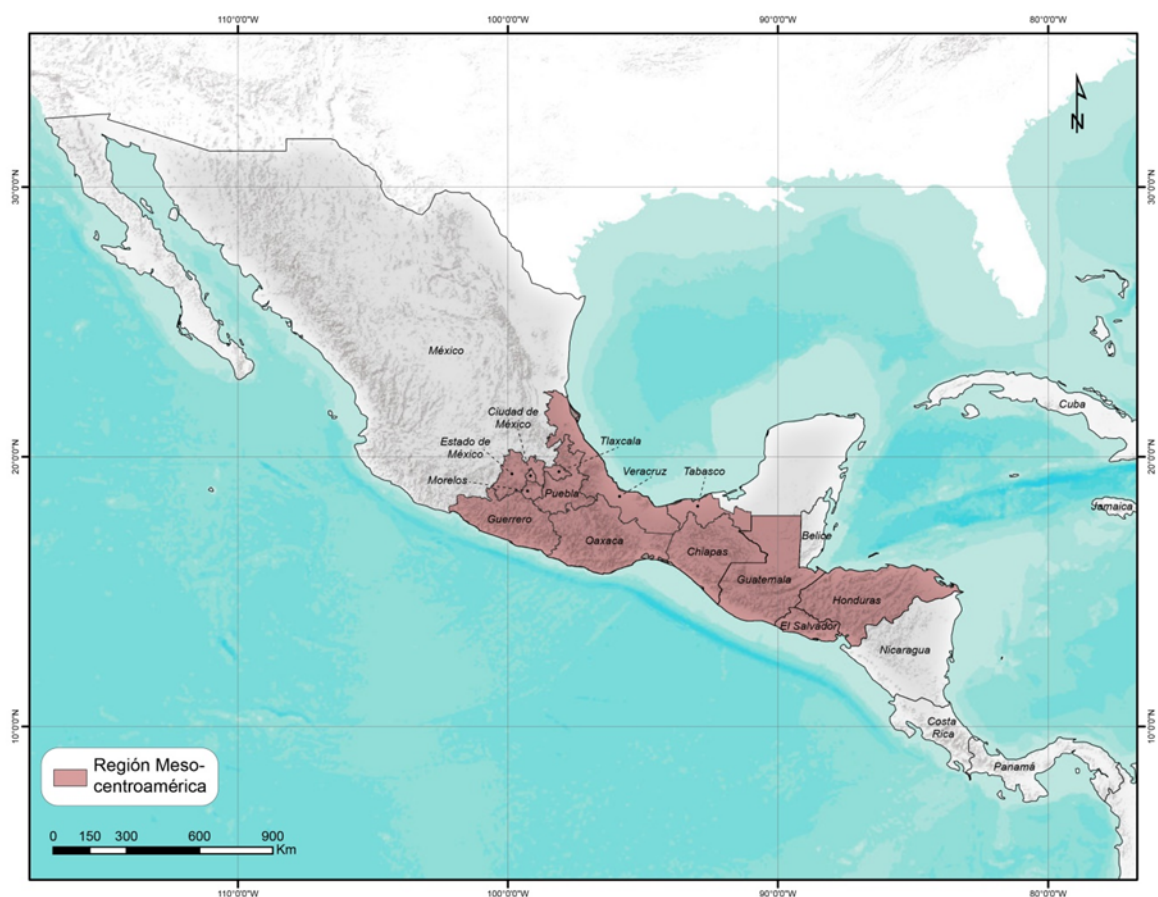 110°0'0"W
100°0'0"W
90°0'0"W
80°0'0"W
30°0'0"N
30°0'0"N
N
México
Ciudad de
México
Estado de
México
Tlaxcala
Morelos
Veracruz
Tabasco
Cuba
20°0'0"N
20°0'0"N
Puebla
Jamaica
Guerrero
Oaxaca
Chiapas
Belice
Guatemala
Honduras
El Salvador
Nicaragua
10°0'0"N
10°0'0"N
Costa
Rica
Panamá
Región Meso-
centroamérica
0 150 300 600 900
Km
110°0'0"W
100°0'0"W
90°0'0"W
80°0'0"W